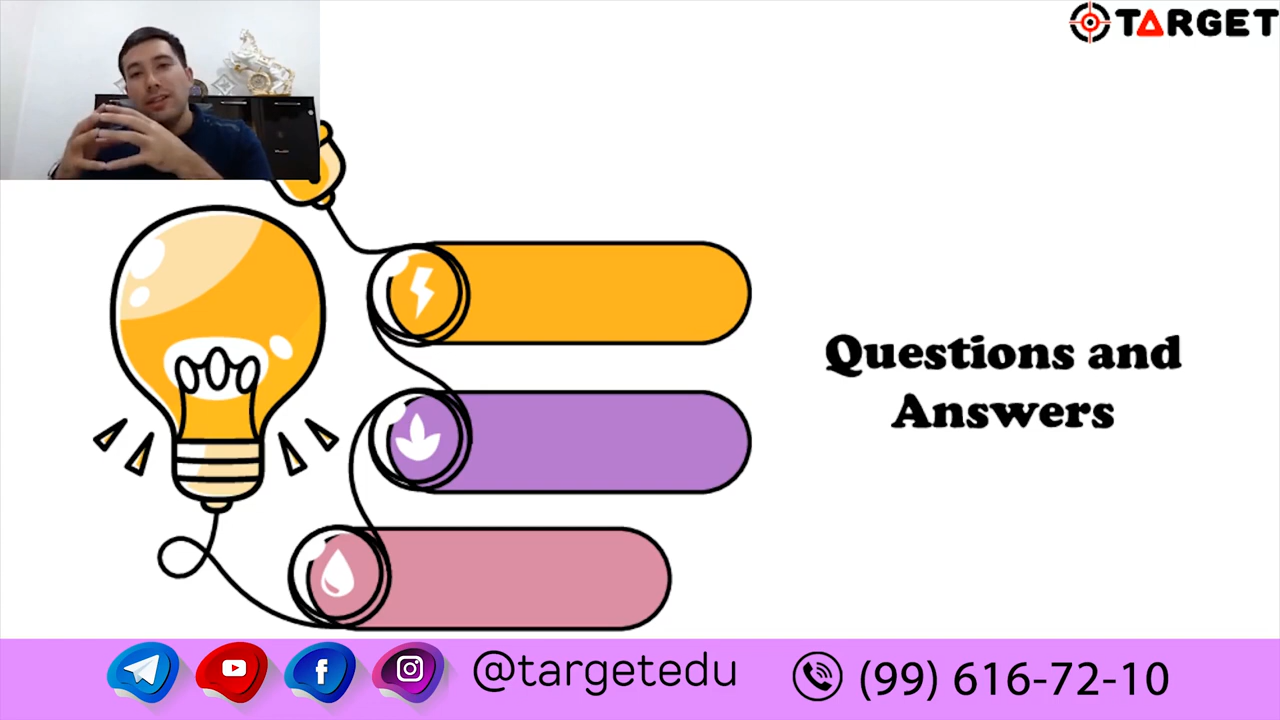 TARGET
Questions and
Answers
@targetedu
(99) 616-72-10